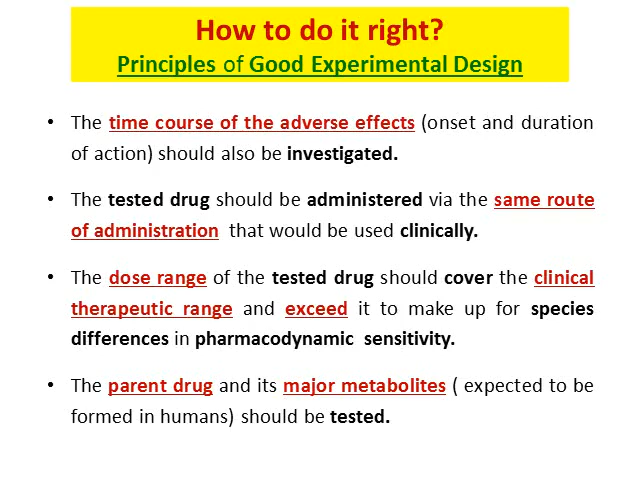 How to do it right?
Principles of Good Experimental Design
• The time course of the adverse effects (onset and duration
of action) should also be investigated.
• The tested drug should be administered via the same route
of administration that would be used clinically.
• The dose range of the tested drug should cover the clinical
therapeutic range and exceed it to make up for species
differences in pharmacodynamic sensitivity.
• The parent drug and its major metabolites ( expected to be
formed in humans) should be tested.